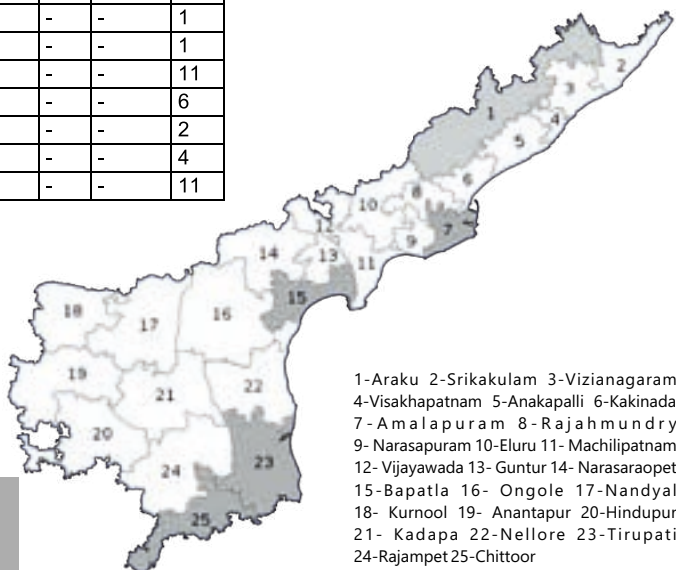 - - 1
- - 1
- - 11
- - 6
- - 2
- - 4
- - 11
1
2
3
4
5
6
7
8
9
10
11
12
13
14
15
16
17
18
19
20
21
22
23
24
25
1-Araku 2-Srikakulam 3-Vizianagaram
4-Visakhapatnam 5-Anakapalli 6-Kakinada
7-Amalapuram 8-Rajahmundry
9- Narasapuram 10-Eluru 11- Machilipatnam
12- Vijayawada 13- Guntur 14- Narasaraopet
15-Bapatla 16- Ongole 17-Nandyal
18- Kurnool 19- Anantapur 20-Hindupur
21- Kadapa 22-Nellore 23-Tirupati
24-Rajampet 25-Chittoor